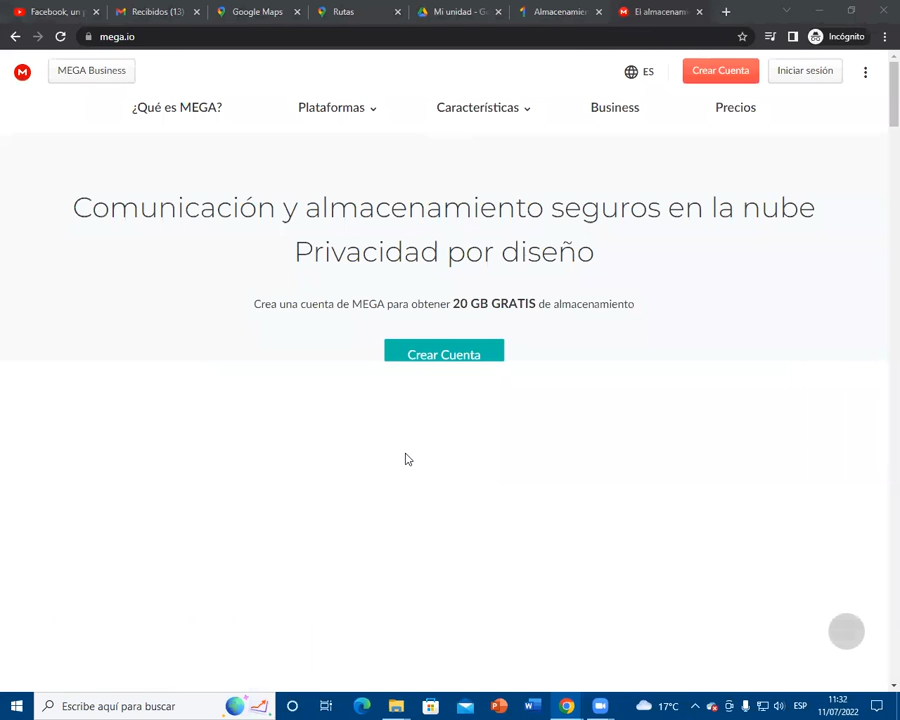 Facebook, un
Recibidos (13)
Google Maps
Rutas
Mi unidad - G
Almacenamie
El almacenam
mega.io
Incógnito
MEGA Business
ES
Crear Cuenta
Iniciar sesión
¿Qué es MEGA?
Plataformas
Características
Business
Precios
Comunicación y almacenamiento seguros en la nube
Privacidad por diseño
Crea una cuenta de MEGA para obtener 20 GB GRATIS de almacenamiento
Crear Cuenta
Escribe aquí para buscar
17°C
ESP
11:32
11/07/2022